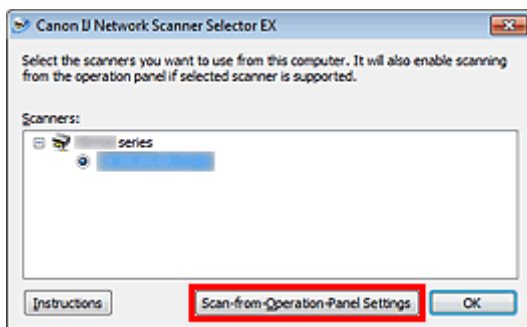 Canon IJ Network Scanner Selector EX
Select the scanners you want to use from this computer. It will also enable scanning
from the operation panel if selected scanner is supported.
Scanners:
series
Instructions
Scan-from-Operation-Panel Settings
OK